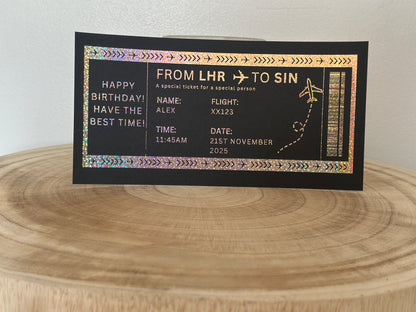 HAPPY
BIRTHDAY!
HAVE THE
BEST TIME!
FROM LHR TO SIN
A special ticket for a special person
NAME:
ALEX
FLIGHT:
XX123
TIME:
11:45AM
DATE:
21ST NOVEMBER
2025